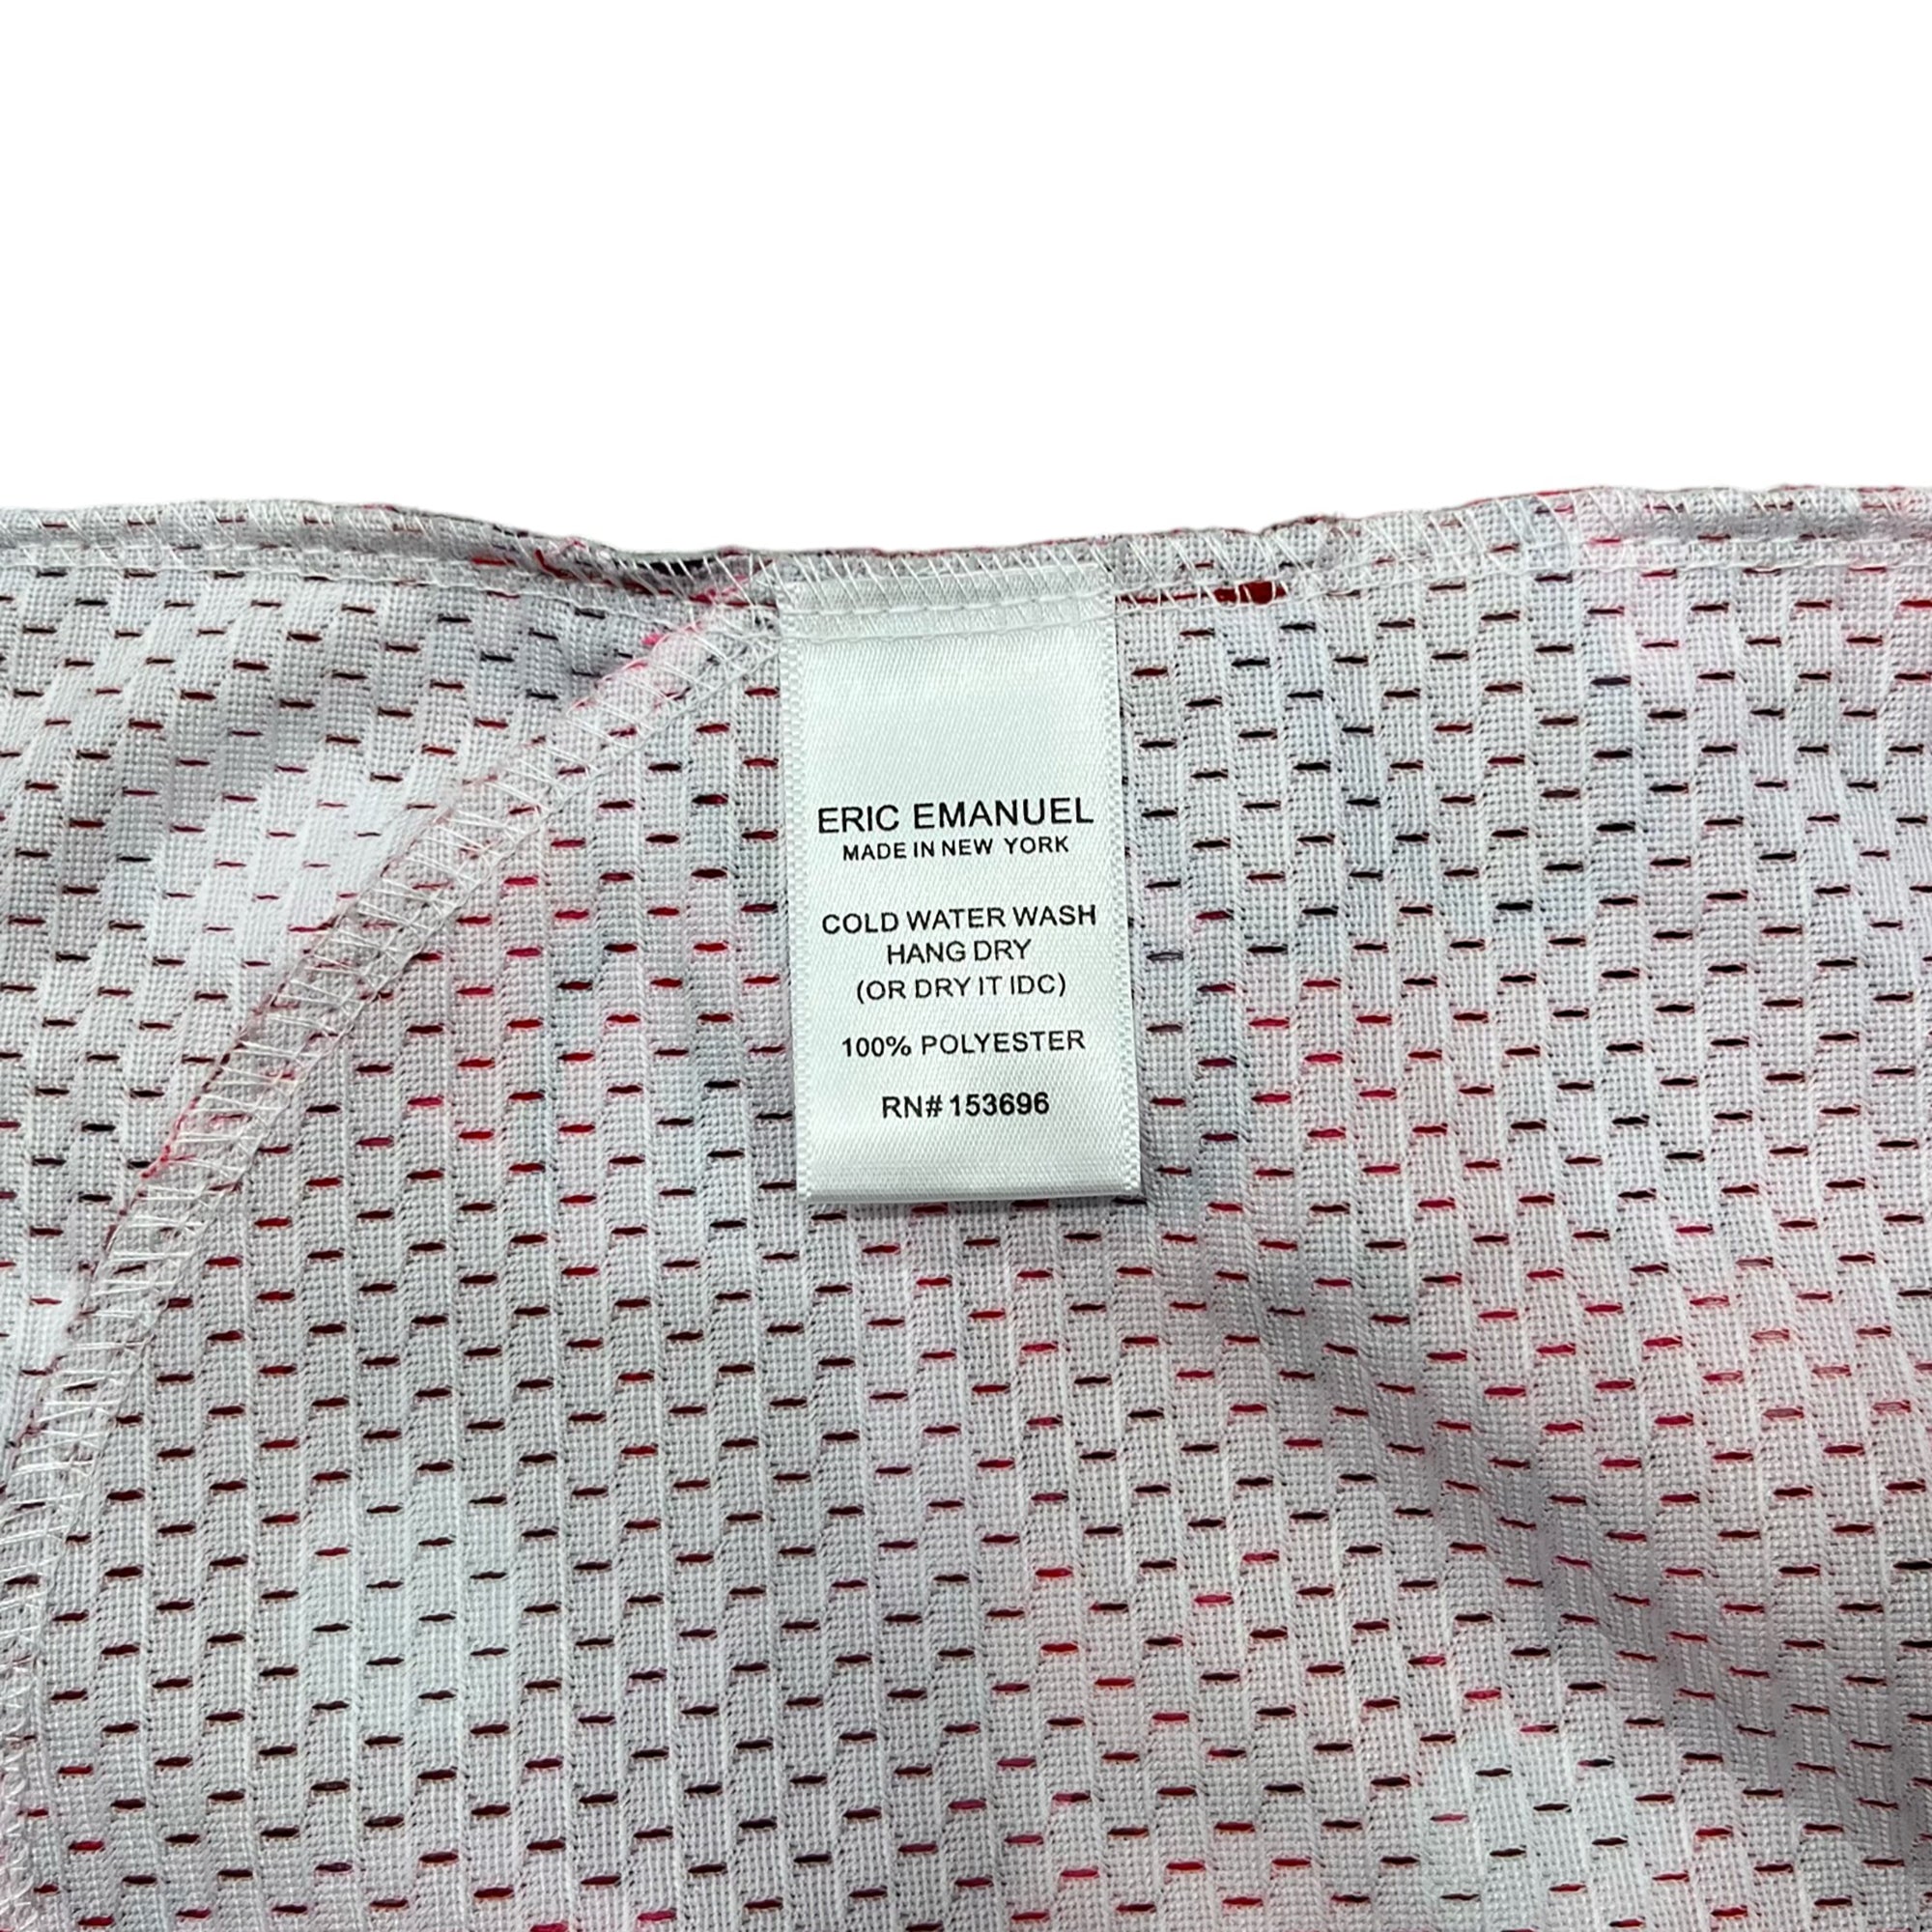 ERIC EMANUEL
MADE IN NEW YORK
COLD WATER WASH
HANG DRY
(OR DRY IT IDC)
100% POLYESTER
RN# 153696